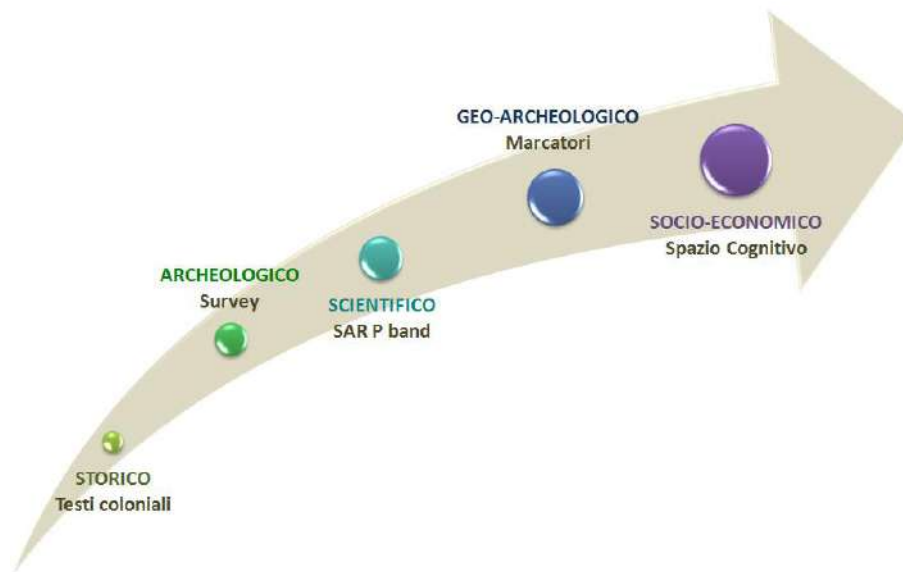 STORICO
Testi coloniali
ARCHEOLOGICO
Survey
SCIENTIFICO
SAR P band
GEO-ARCHEOLOGICO
Marcatori
SOCIO-ECONOMICO
Spazio Cognitivo